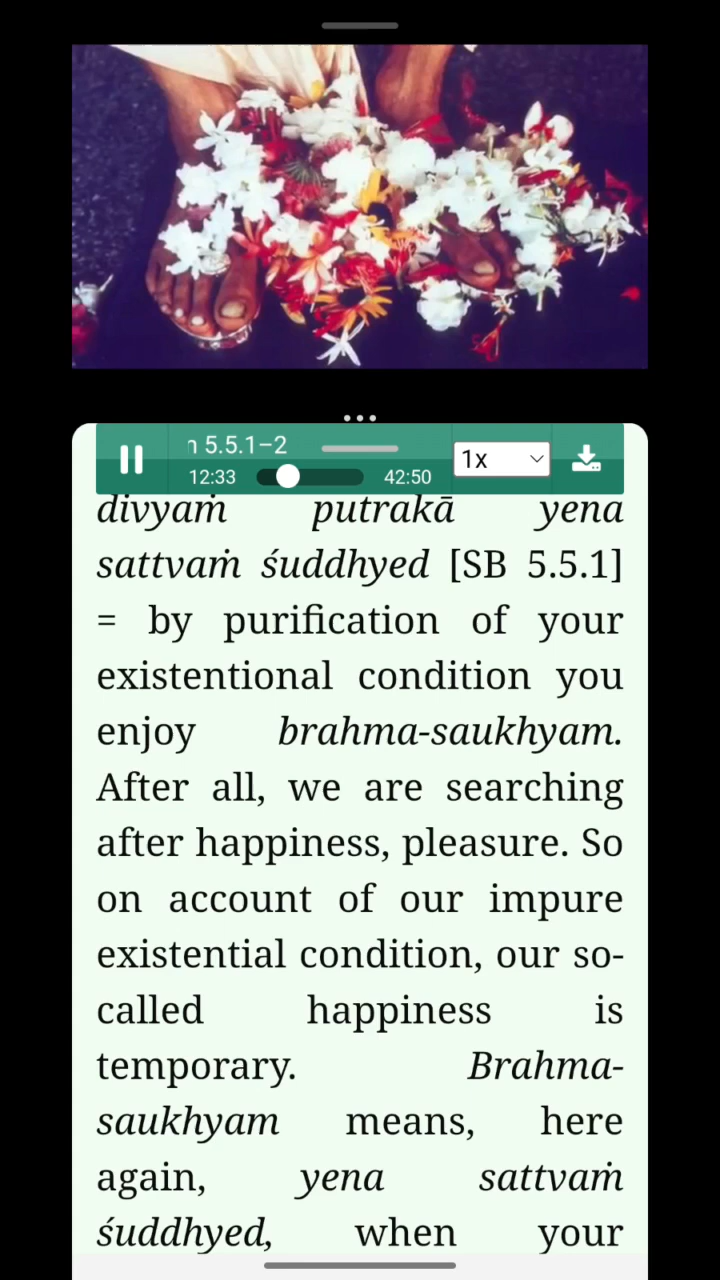 n 5.5.1–2
12:33 42:50 1x
divyaṁ putrakā yena
sattvaṁ śuddhyed [SB 5.5.1]
= by purification of your
existentional condition you
enjoy brahma-saukhyam.
After all, we are searching
after happiness, pleasure. So
on account of our impure
existential condition, our so-
called happiness is
temporary. Brahma-
saukhyam means, here
again, yena sattvaṁ
śuddhyed, when your